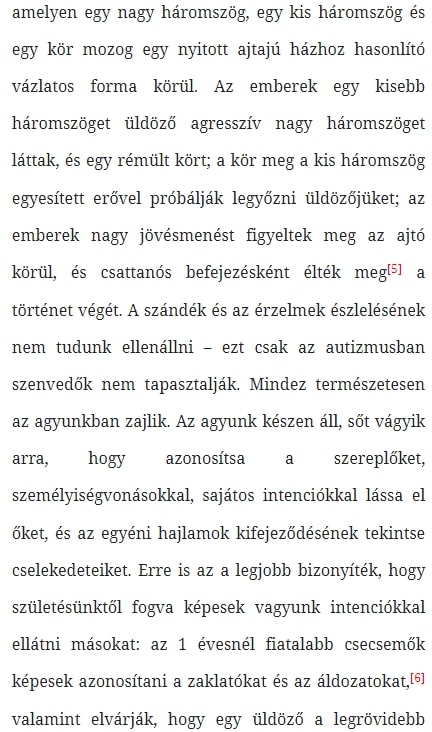 amelyen egy nagy háromszög, egy kis háromszög és
egy kör mozog egy nyitott ajtajú házhoz hasonlító
vázlatos forma körül. Az emberek egy kisebb
háromszöget üldöző agresszív nagy háromszöget
láttak, és egy rémült kört; a kör meg a kis háromszög
egyesített erővel próbálják legyőzni üldözőjüket; az
emberek nagy jövésmenést figyeltek meg az ajtó
körül, és csattanós befejezésként élték meg[5] a
történet végét. A szándék és az érzelmek észlelésének
nem tudunk ellenállni – ezt csak az autizmusban
szenvedők nem tapasztalják. Mindez természetesen
az agyunkban zajlik. Az agyunk készen áll, sőt vágyik
arra, hogy azonosítsa a szereplőket,
személyiségvonásokkal, sajátos intenciókkal lássa el
őket, és az egyéni hajlamok kifejeződésének tekintse
cselekedeteiket. Erre is az a legjobb bizonyíték, hogy
születésünktől fogva képesek vagyunk intenciókkal
ellátni másokat: az 1 évesnél fiatalabb csecsemők
képesek azonosítani a zaklatókat és az áldozatokat,[6]
valamint elvárják, hogy egy üldöző a legrövidebb